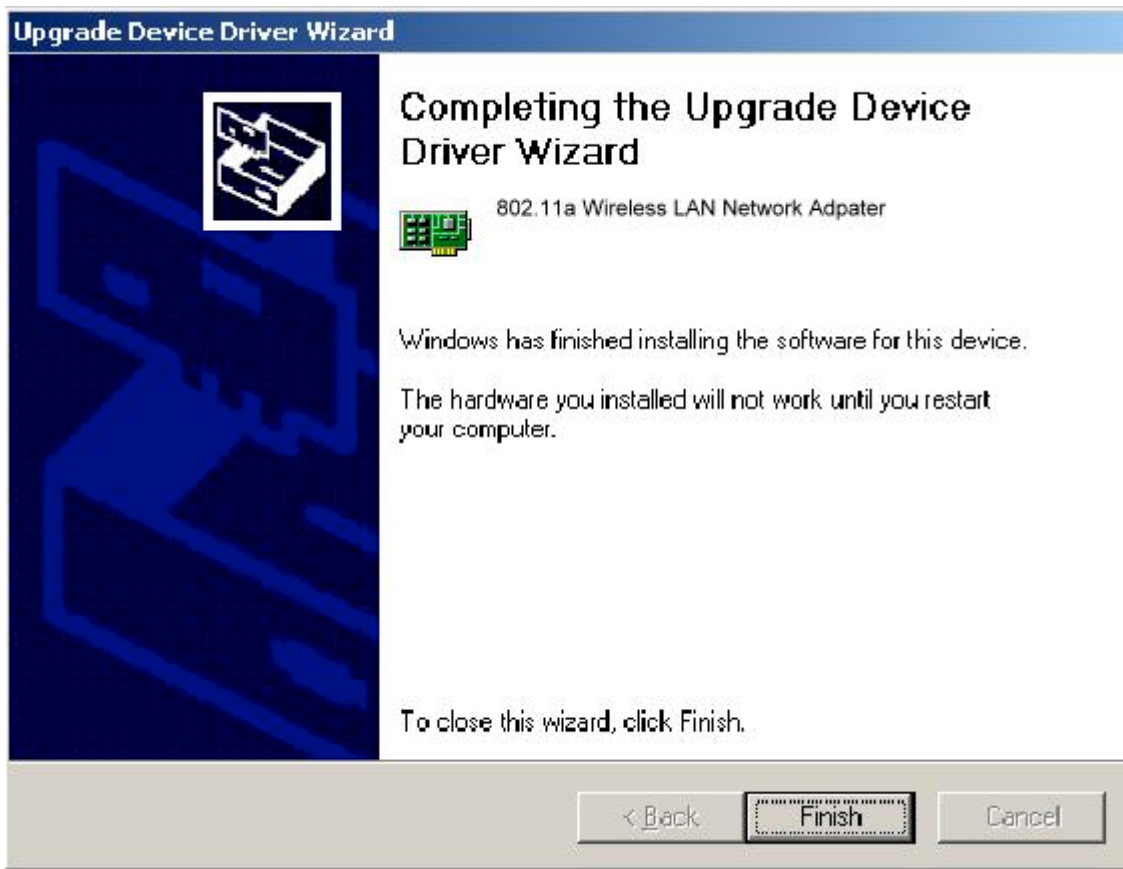 Upgrade Device Driver Wizard
Completing the Upgrade Device
Driver Wizard
802.11a Wireless LAN Network Adpater
Windows has finished installing the software for this device.
The hardware you installed will not work until you restart
your computer.
To close this wizard, click Finish.
< Back
Finish
Cancel